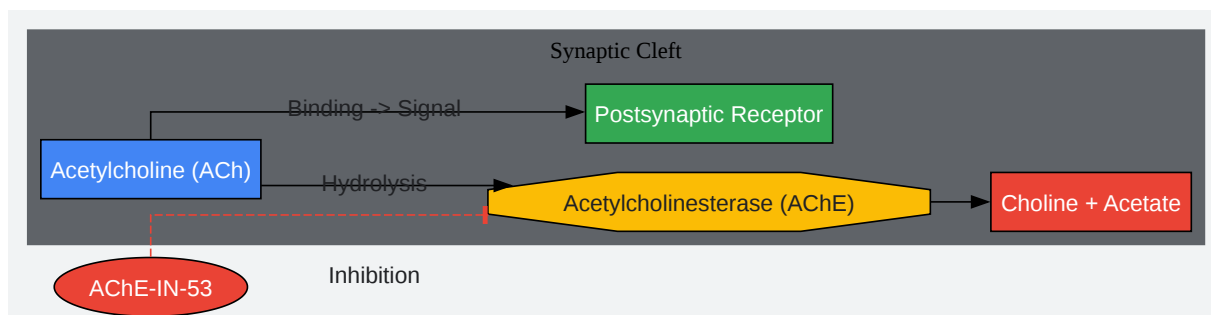 Synaptic Cleft
Binding -> Signal
Postsynaptic Receptor
Acetylcholine (ACh)
Hydrolysis
Acetylcholinesterase (AChE)
Choline + Acetate
Inhibition
AChE-IN-53